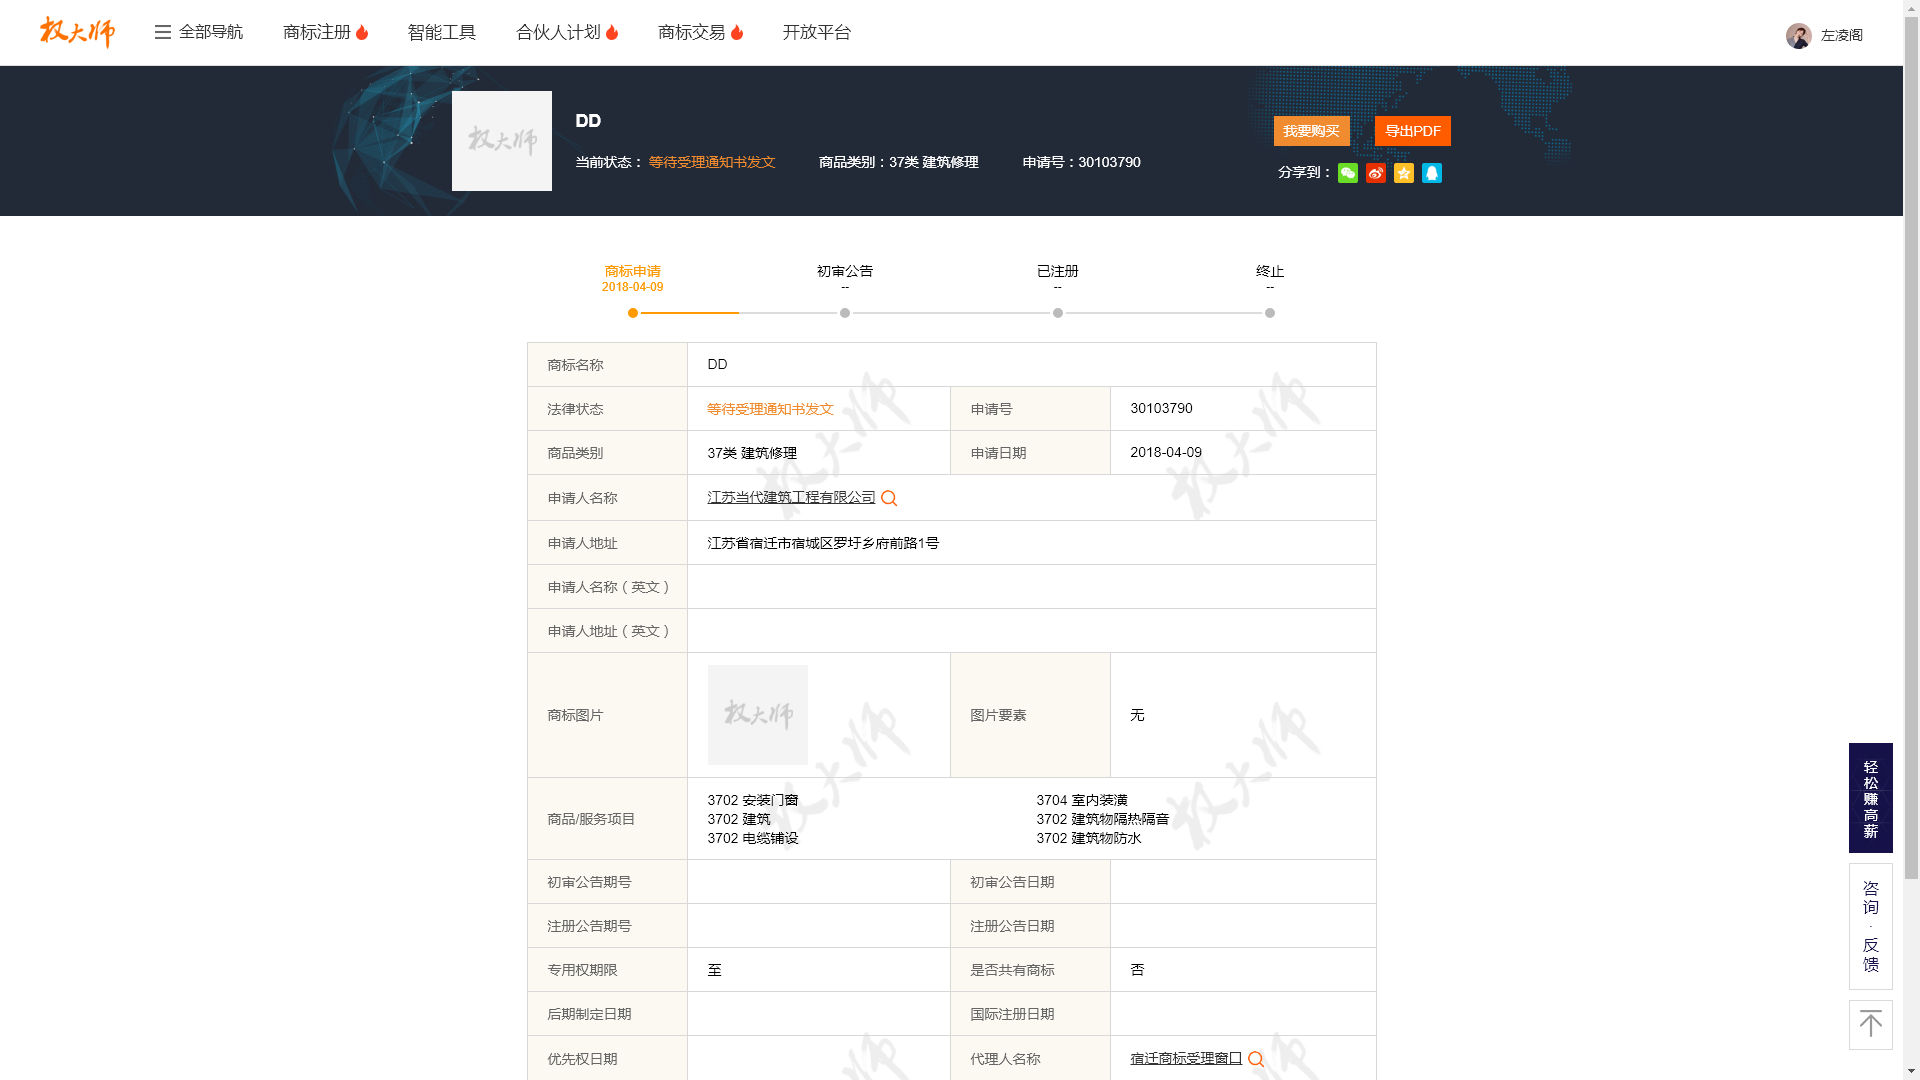 权大师
全部导航
商标注册
智能工具
合伙人计划
商标交易
开放平台
左凌阁
权大师
DD
当前状态： 等待受理通知书发文
商品类别：37类 建筑修理
申请号：30103790
我要购买
导出PDF
分享到：
商标申请
2018-04-09
初审公告
--
已注册
--
终止
--
商标名称 DD
法律状态 等待受理通知书发文 申请号 30103790
商品类别 37类 建筑修理 申请日期 2018-04-09
申请人名称 江苏当代建筑工程有限公司
申请人地址 江苏省宿迁市宿城区罗圩乡府前路1号
申请人名称（英文）
申请人地址（英文）
商标图片 权大师 图片要素 无
商品/服务项目
3702 安装门窗 3704 室内装潢
3702 建筑 3702 建筑物隔热隔音
3702 电缆铺设 3702 建筑物防水
初审公告期号 初审公告日期
注册公告期号 注册公告日期
专用权期限 至 是否共有商标 否
后期制定日期 国际注册日期
优先权日期 代理人名称 宿迁商标受理窗口
权大师
权大师
权大师
权大师
轻松赚高薪
咨询·反馈